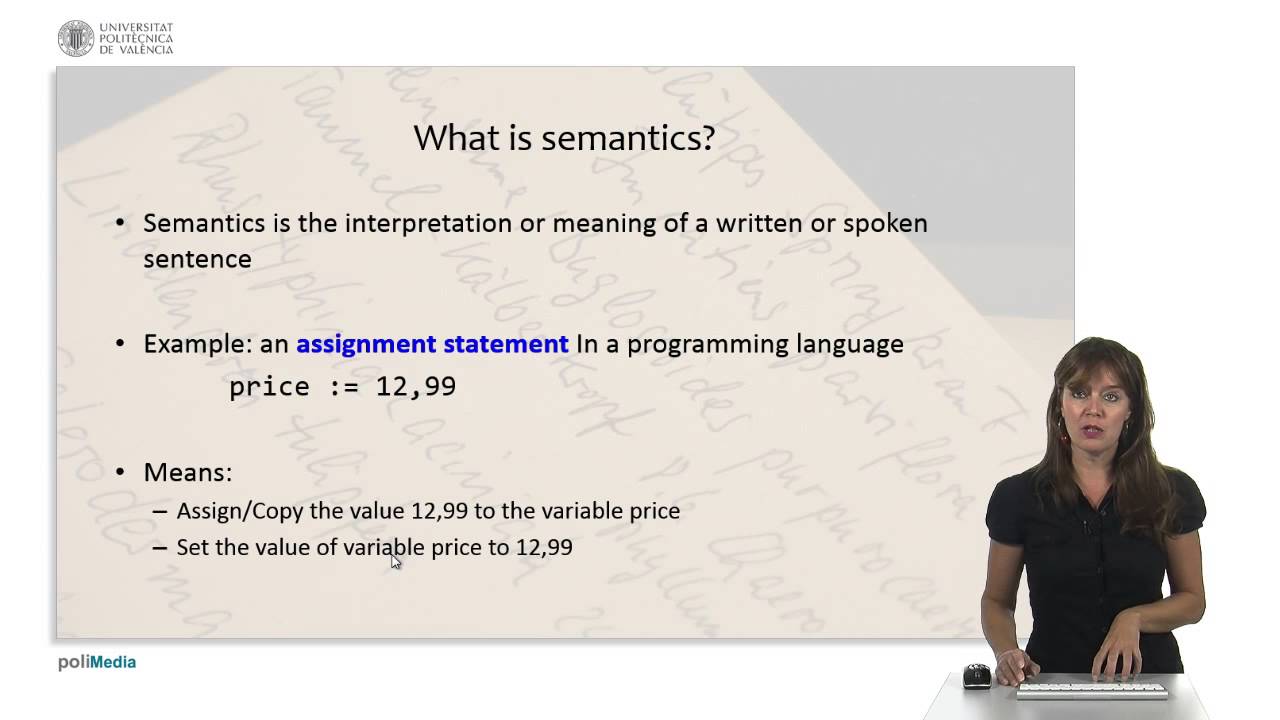 UNIVERSITAT
POLITÈCNICA
DE VALÈNCIA
What is semantics?
• Semantics is the interpretation or meaning of a written or spoken
sentence
• Example: an assignment statement In a programming language
price := 12,99
• Means:
– Assign/Copy the value 12,99 to the variable price
– Set the value of variable price to 12,99
poliMedia